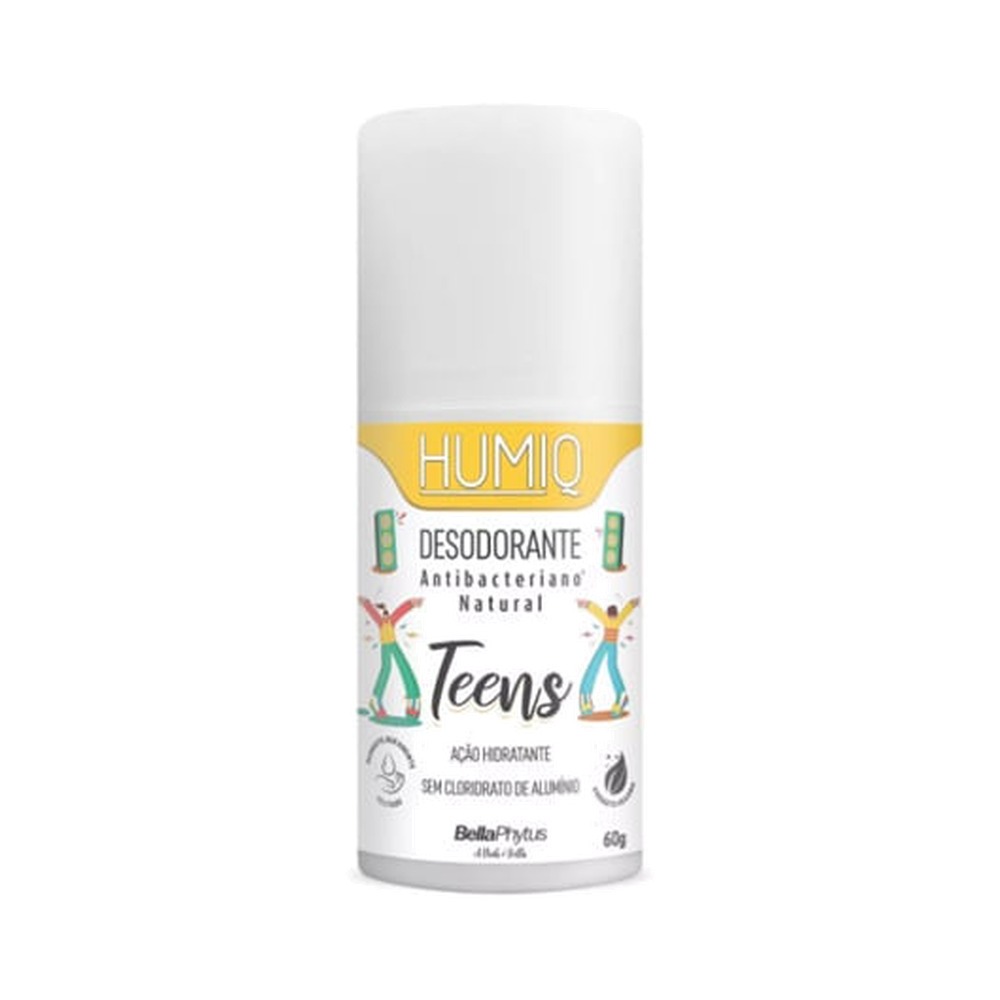 HUMIQ
DESODORANTE
Antibacteriano*
Natural
Teens
AÇÃO HIDRATANTE
SEM CLORIDRATO DE ALUMÍNIO
BellaPhytus
60g